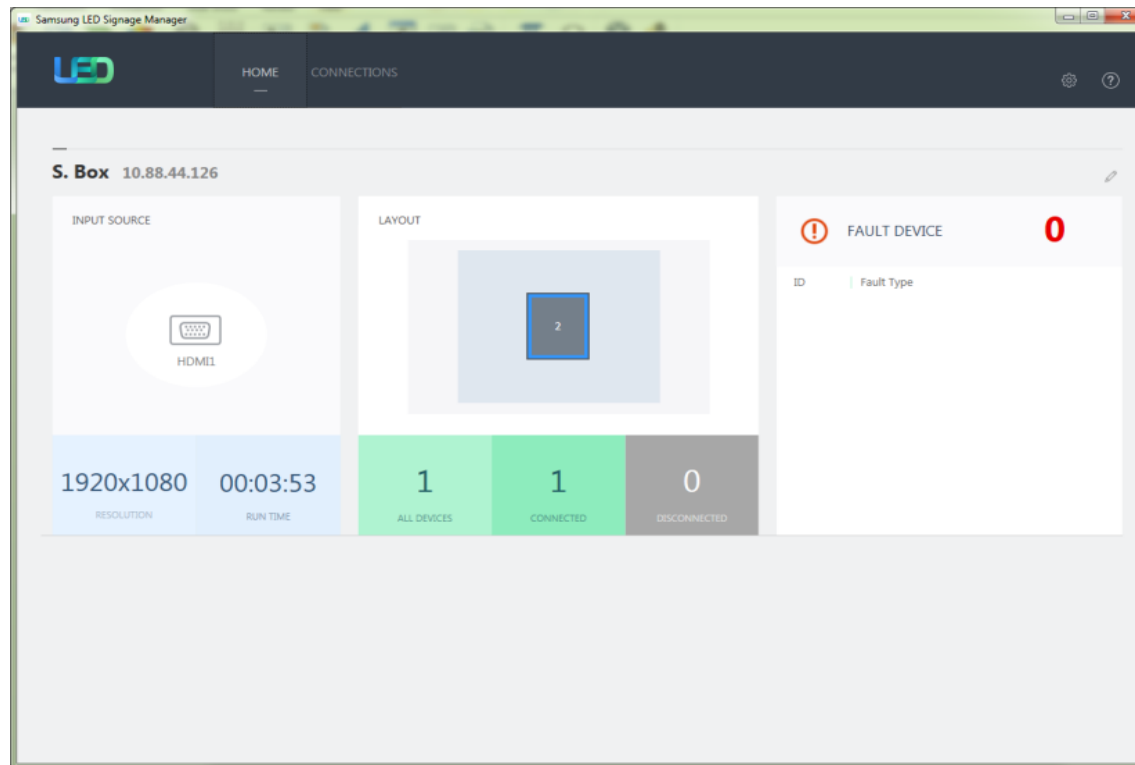 Samsung LED Signage Manager
LED
HOME
CONNECTIONS
?
S. Box 10.88.44.126
INPUT SOURCE
HDMI1
1920x1080
RESOLUTION
00:03:53
RUN TIME
LAYOUT
2
1
ALL DEVICES
1
CONNECTED
0
DISCONNECTED
! FAULT DEVICE 0
ID Fault Type